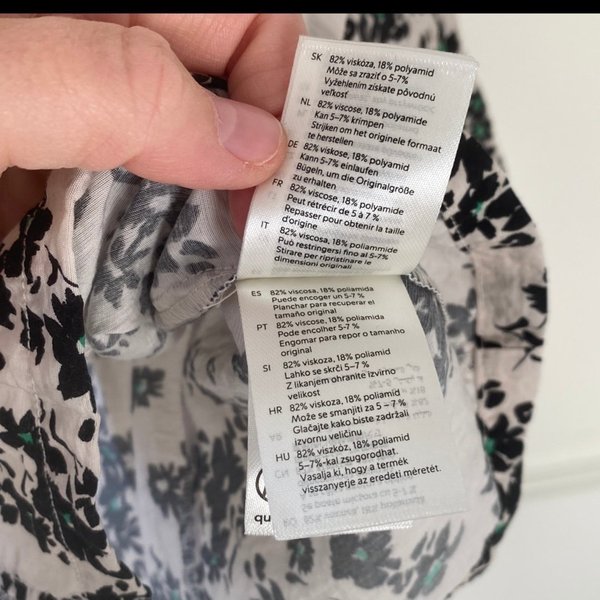 SK 82% viskóza, 18% polyamid
Môže sa zraziť o 5-7%
Vyžehlením získate pôvodnú
veľkosť
NL 82% viscose, 18% polyamide
Kan 5-7% krimpen
Strijken om het originele formaat
te herstellen
DE 82% viskose, 18% polyamid
Kann 5-7% einlaufen
Bügeln, um die Originalgröße
zu erhalten
FR 82% viscose, 18% polyamide
Peut rétrécir de 5 à 7 %
Repasser pour obtenir la taille
d'origine
IT 82% viscosa, 18% poliammide
Può restringersi fino al 5-7%
Stirare per ripristinare le
dimensioni originali
ES 82% viscosa, 18% poliamida
Puede encoger un 5-7 %
Planchar para recuperar el
tamaño original
PT 82% viscose, 18% poliamida
Pode encolher 5-7 %
Engomar para repor o tamanho
original
SI 82% viskoza, 18% poliamid
Lahko se skrči 5-7%
Z likanjem ohranite izvirno
velikost
HR 82% viskoza, 18% poliamid
Može se smanjiti za 5 – 7 %
Glačajte kako biste zadržali
izvornu veličinu
HU 82% viszkóz, 18% poliamid
5-7%-kal zsugorodhat.
Vasalja ki, hogy a termék
visszanyerje az eredeti méretét.
qu